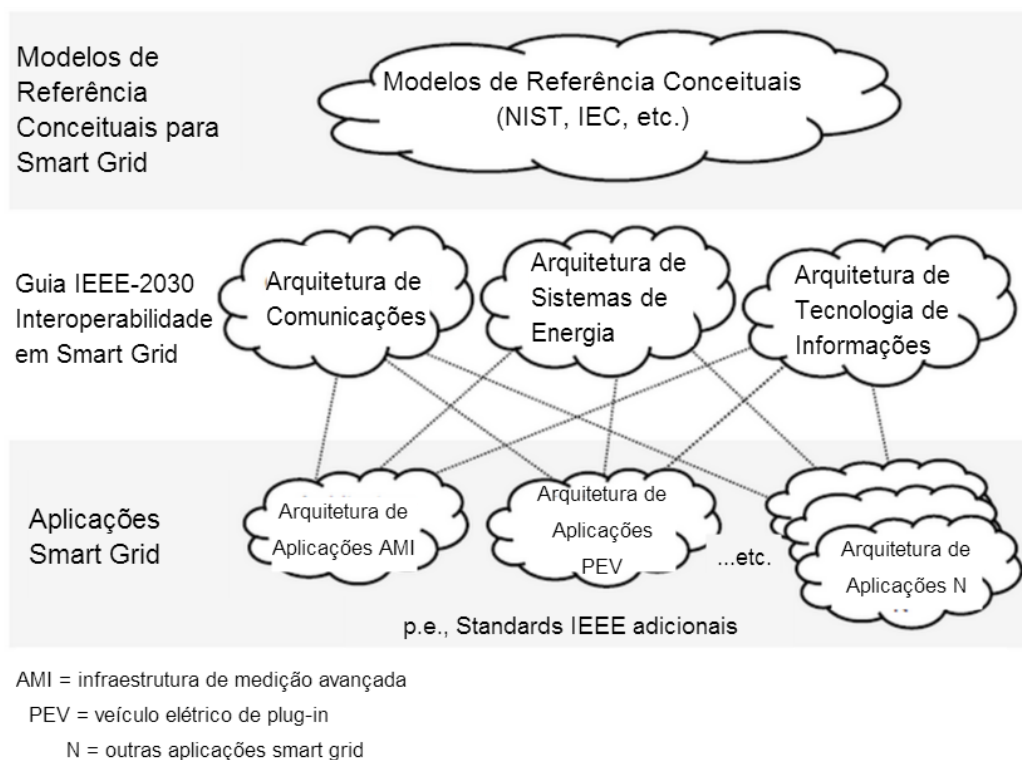 Modelos de
Referência
Conceituais para
Smart Grid
Modelos de Referência Conceituais
(NIST, IEC, etc.)
Guia IEEE-2030
Interoperabilidade
em Smart Grid
Arquitetura de
Comunicações
Arquitetura de
Sistemas de
Energia
Arquitetura de
Tecnologia de
Informações
Aplicações
Smart Grid
Arquitetura de
Aplicações AMI
Arquitetura de
Aplicações
PEV
...etc.
Arquitetura de
Aplicações N
p.e., Standards IEEE adicionais
AMI = infraestrutura de medição avançada
PEV = veículo elétrico de plug-in
N = outras aplicações smart grid